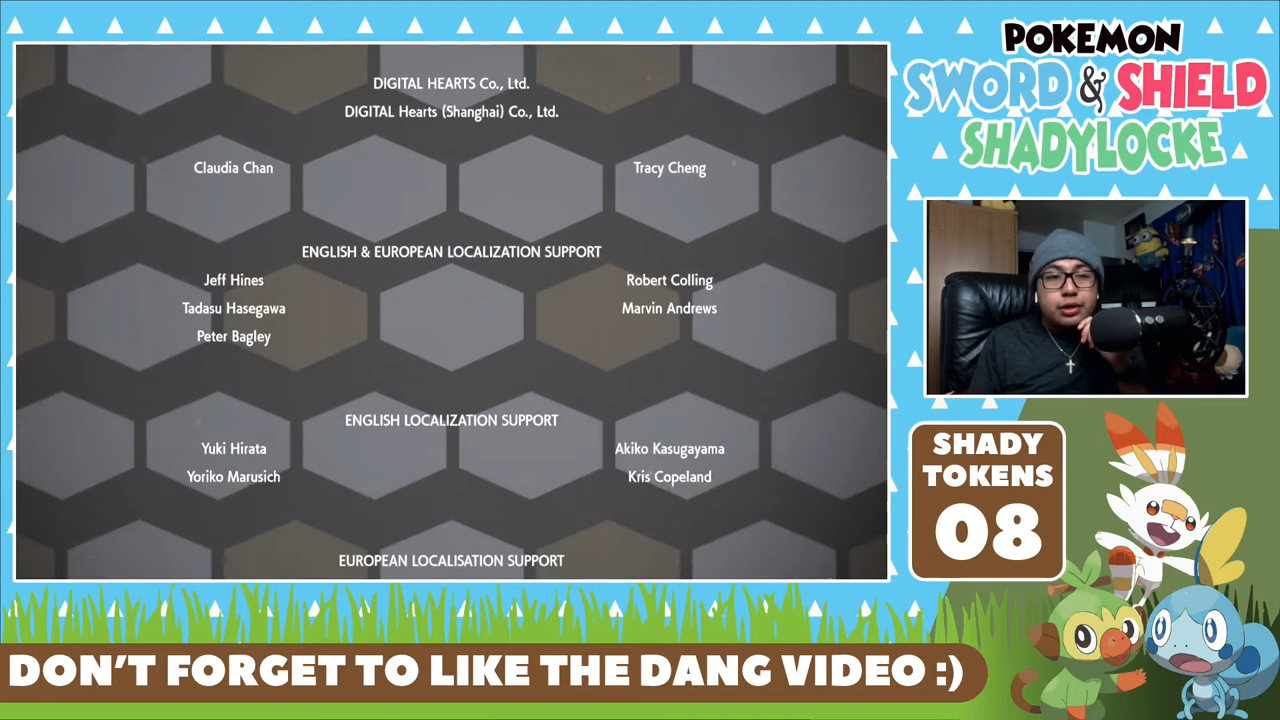 DIGITAL HEARTS Co., Ltd.
DIGITAL Hearts (Shanghai) Co., Ltd.
Claudia Chan Tracy Cheng
ENGLISH & EUROPEAN LOCALIZATION SUPPORT
Jeff Hines Robert Colling
Tadasu Hasegawa Marvin Andrews
Peter Bagley
ENGLISH LOCALIZATION SUPPORT
Yuki Hirata Akiko Kasugayama
Yoriko Marusich Kris Copeland
EUROPEAN LOCALISATION SUPPORT
POKEMON
SWORD & SHIELD
SHADYLOCKE
SHADY
TOKENS
08
DON'T FORGET TO LIKE THE DANG VIDEO :)